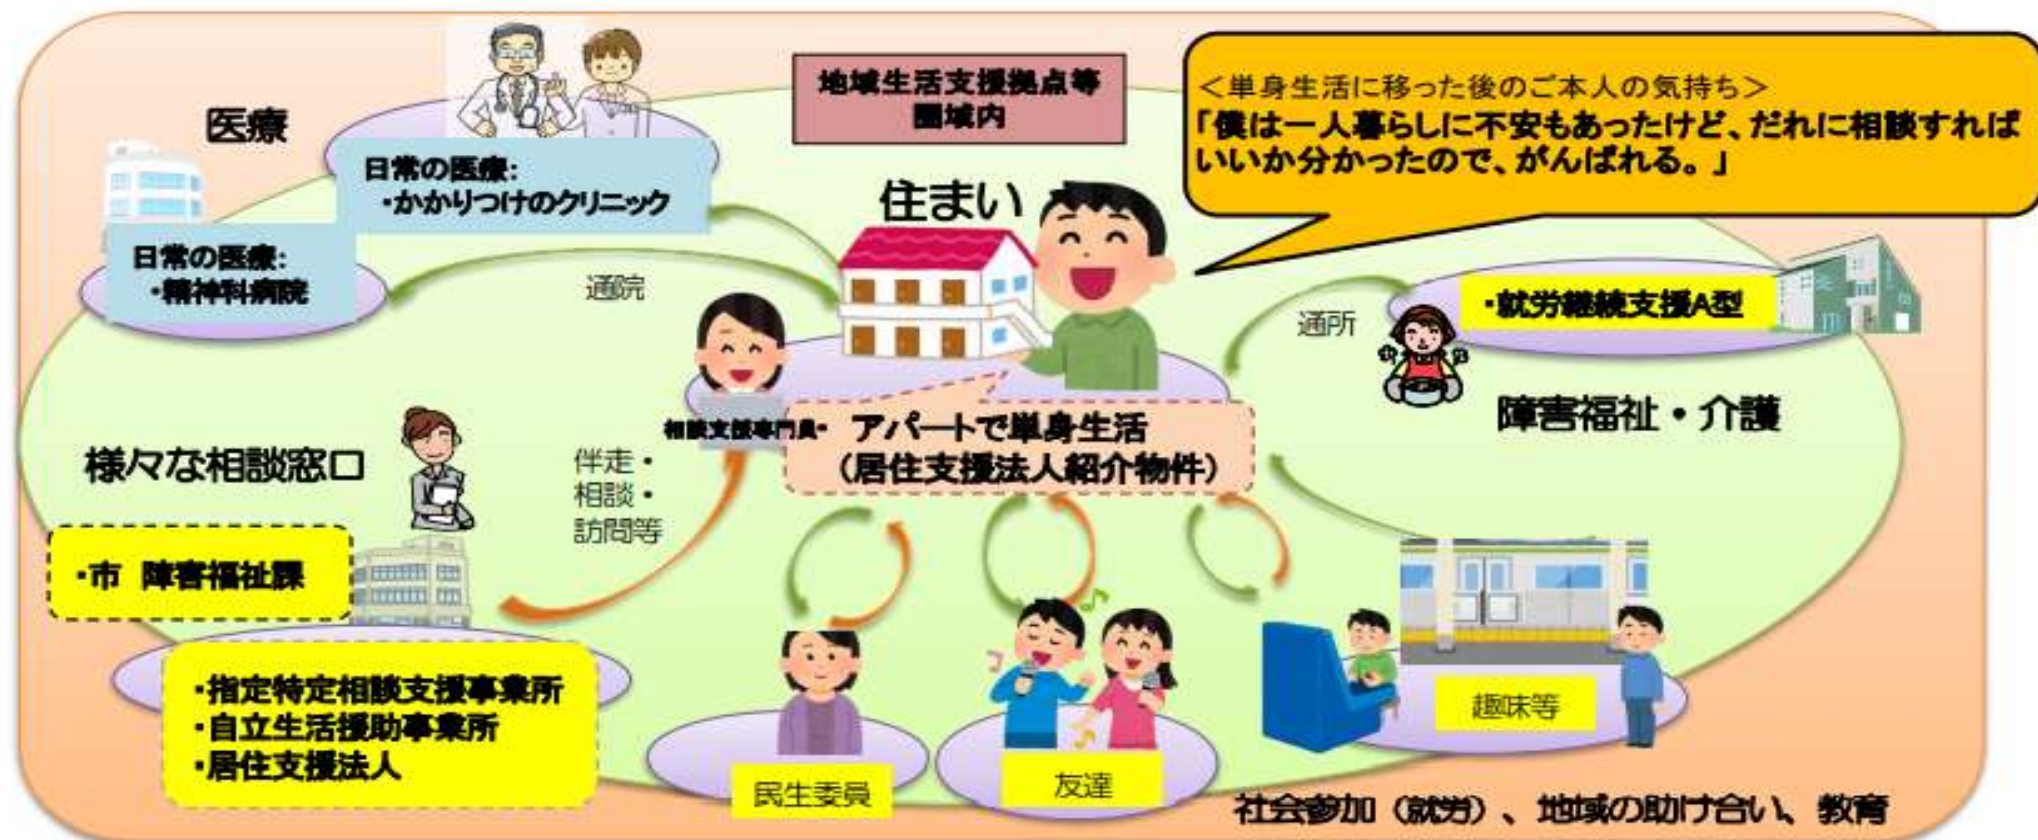 地域生活支援拠点等
圏域内
<単身生活に移った後のご本人の気持ち>
「僕は一人暮らしに不安もあったけど、だれに相談すれば
いいか分かったので、がんばれる。」
医療
日常の医療:
・かかりつけのクリニック
日常の医療:
・精神科病院
住まい
通院
通所
・就労継続支援A型
障害福祉・介護
相談支援専門員・
アパートで単身生活
(居住支援法人紹介物件)
様々な相談窓口
伴走・
相談・
訪問等
・市 障害福祉課
・指定特定相談支援事業所
・自立生活援助事業所
・居住支援法人
民生委員
友達
趣味等
社会参加(就労)、地域の助け合い、教育